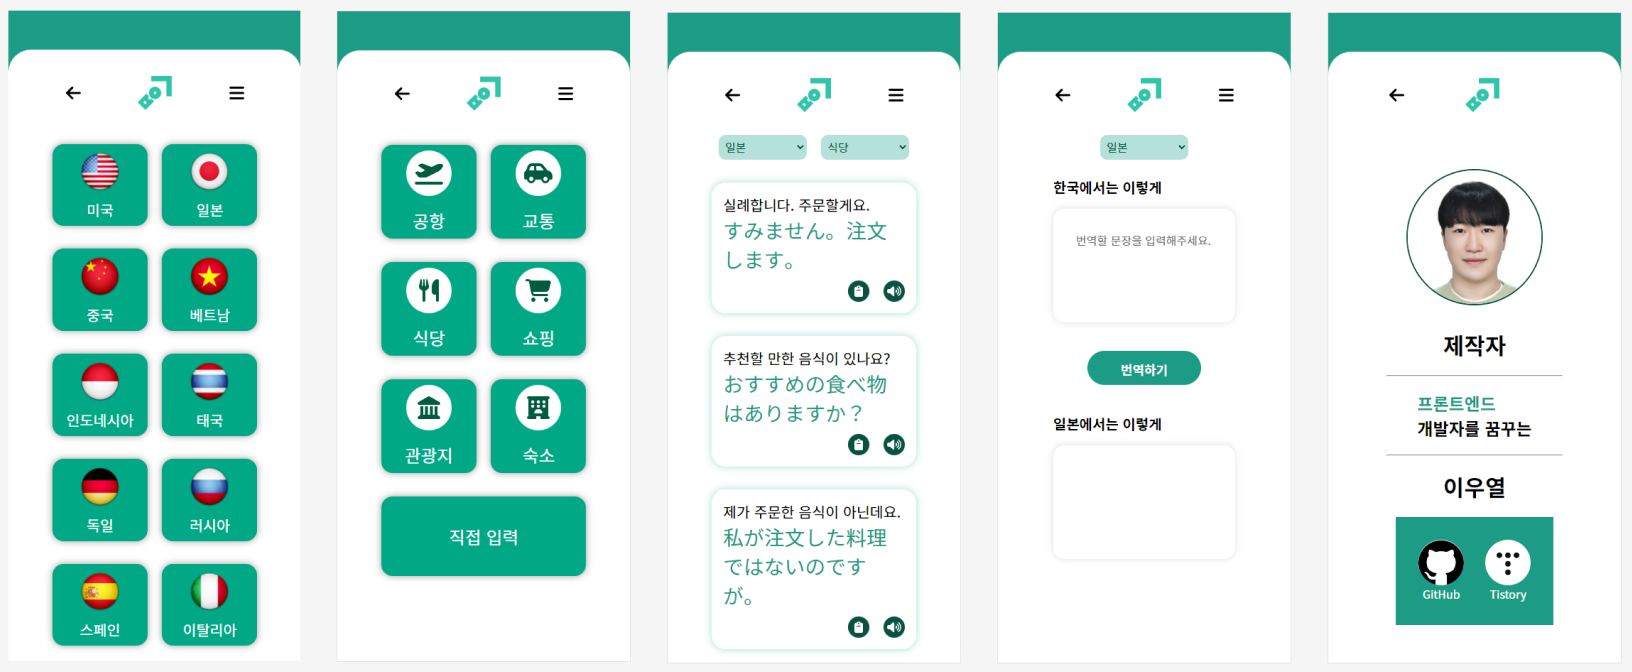 BO
미국
일본
중국
베트남
인도네시아
태국
독일
러시아
스페인
이탈리아
BO
공항
교통
식당
쇼핑
관광지
숙소
직접 입력
BO
일본
식당
실례합니다. 주문할게요.
すみません。注文
します。
추천할 만한 음식이 있나요?
おすすめの食べ物
はありますか？
제가 주문한 음식이 아닌데요.
私が注文した料理
ではないのです
が。
BO
일본
한국에서는 이렇게
번역할 문장을 입력해주세요.
번역하기
일본에서는 이렇게
BO
제작자
프론트엔드
개발자를 꿈꾸는
이우열
GitHub
Tistory